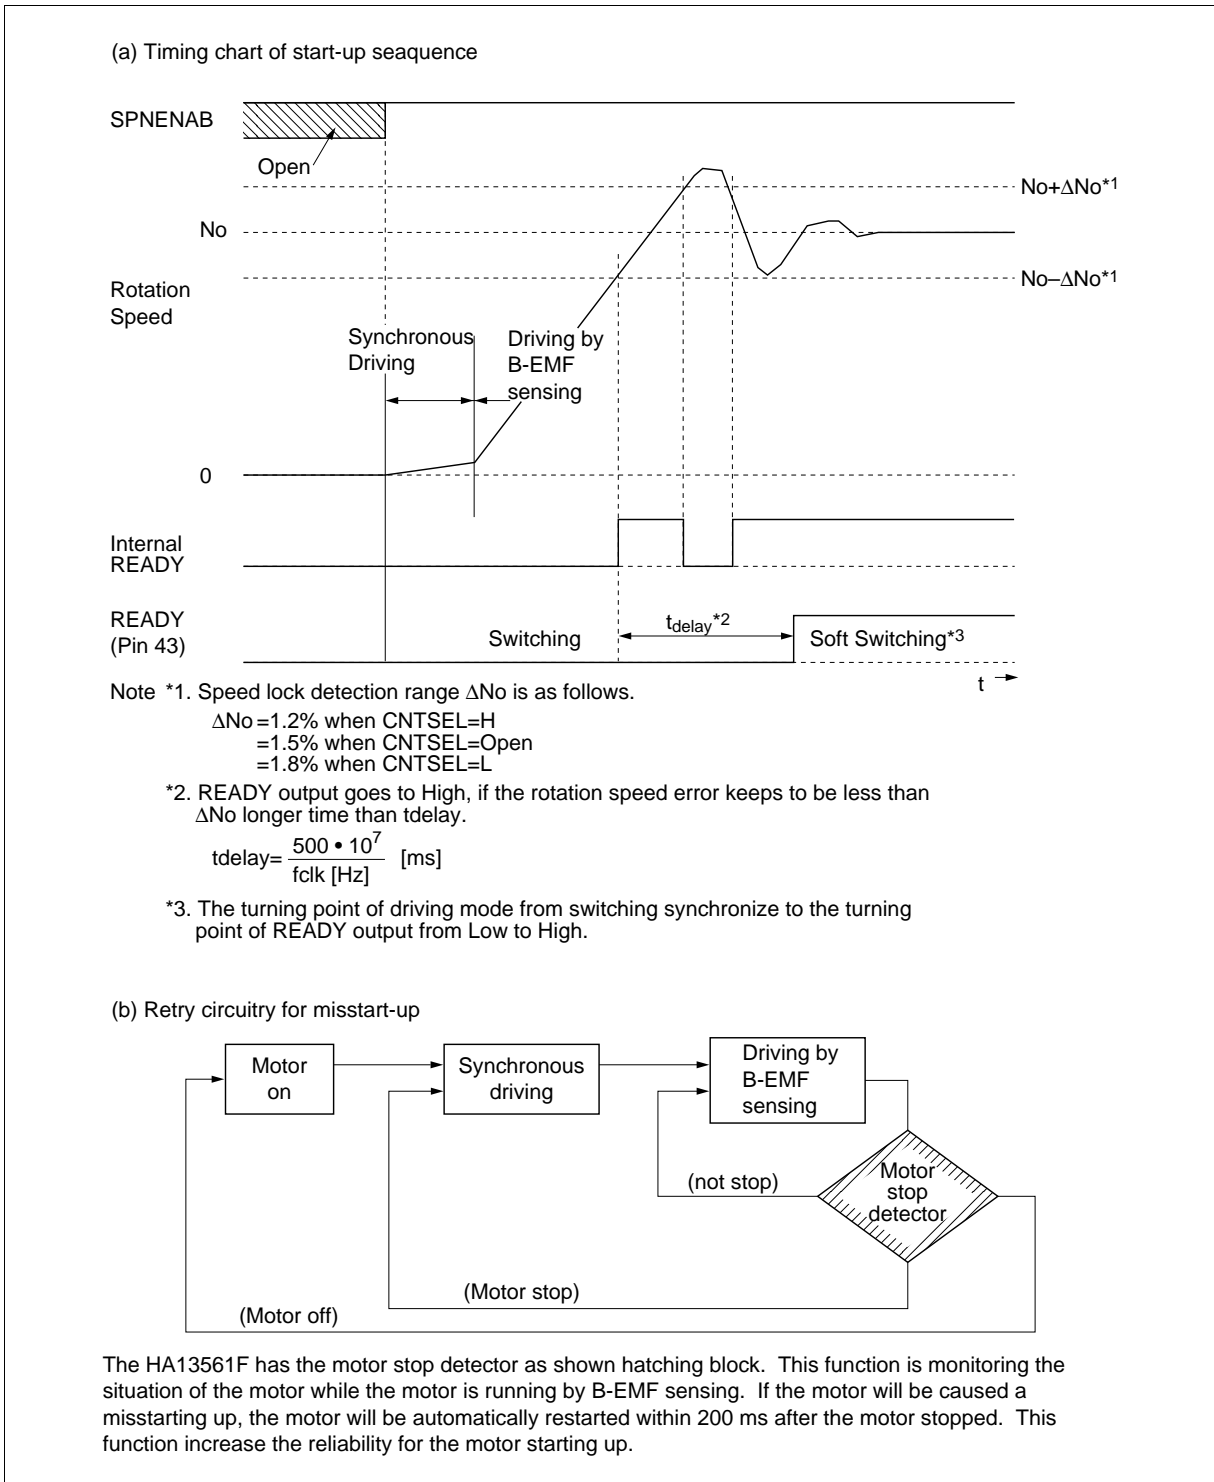 (a) Timing chart of start-up seaquence
SPNENAB
Open
No+ΔNo*1
No
No–ΔNo*1
Rotation
Speed
Synchronous
Driving
Driving by
B-EMF
sensing
0
Internal
READY
READY
(Pin 43)
Switching
tdelay*2
Soft Switching*3
t
Note *1. Speed lock detection range ΔNo is as follows.
ΔNo =1.2% when CNTSEL=H
=1.5% when CNTSEL=Open
=1.8% when CNTSEL=L
*2. READY output goes to High, if the rotation speed error keeps to be less than
ΔNo longer time than tdelay.
tdelay= 500 • 10^7 / fclk [Hz] [ms]
*3. The turning point of driving mode from switching synchronize to the turning
point of READY output from Low to High.
(b) Retry circuitry for misstart-up
Motor
on
Synchronous
driving
Driving by
B-EMF
sensing
Motor
stop
detector
(not stop)
(Motor stop)
(Motor off)
The HA13561F has the motor stop detector as shown hatching block. This function is monitoring the
situation of the motor while the motor is running by B-EMF sensing. If the motor will be caused a
misstarting up, the motor will be automatically restarted within 200 ms after the motor stopped. This
function increase the reliability for the motor starting up.